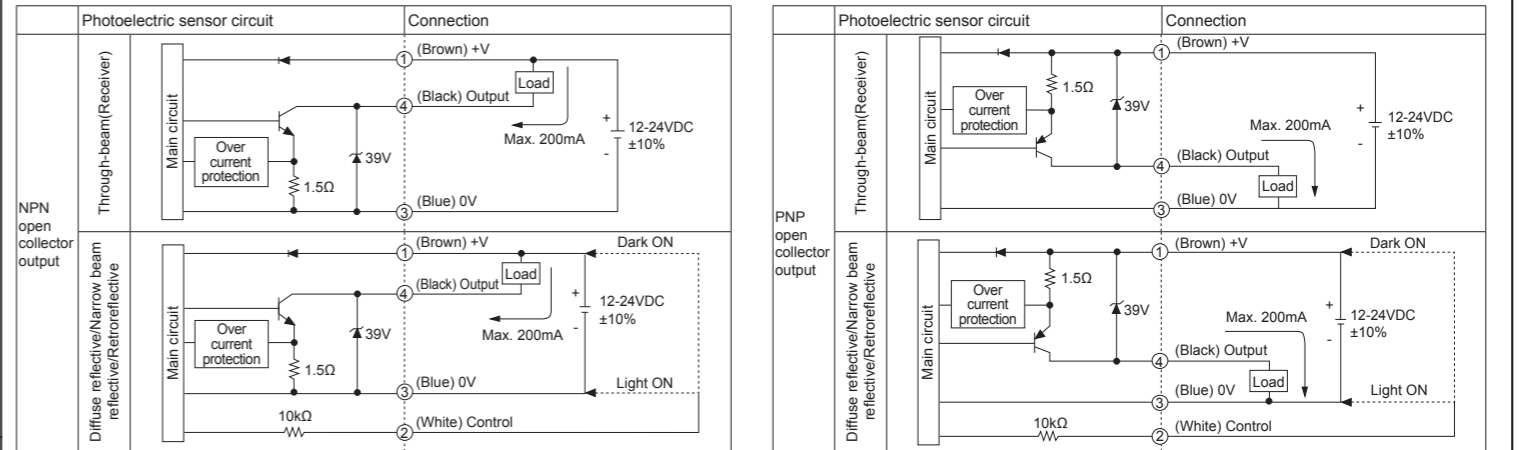 Photoelectric sensor circuit
Connection
NPN
open
collector
output
Through-beam(Receiver)
Main circuit
Over
current
protection
1.5Ω
39V
1
(Brown) +V
Load
4
(Black) Output
Max. 200mA
+
-
12-24VDC
±10%
3
(Blue) 0V
Diffuse reflective/Narrow beam
reflective/Retroreflective
Main circuit
Over
current
protection
1.5Ω
39V
10kΩ
1
(Brown) +V
Dark ON
Load
4
(Black) Output
Max. 200mA
+
-
12-24VDC
±10%
3
(Blue) 0V
Light ON
2
(White) Control
Photoelectric sensor circuit
Connection
PNP
open
collector
output
Through-beam(Receiver)
Main circuit
Over
current
protection
1.5Ω
39V
1
(Brown) +V
Max. 200mA
+
-
12-24VDC
±10%
4
(Black) Output
Load
3
(Blue) 0V
Diffuse reflective/Narrow beam
reflective/Retroreflective
Main circuit
Over
current
protection
1.5Ω
39V
10kΩ
1
(Brown) +V
Dark ON
Max. 200mA
+
-
12-24VDC
±10%
4
(Black) Output
Load
3
(Blue) 0V
Light ON
2
(White) Control